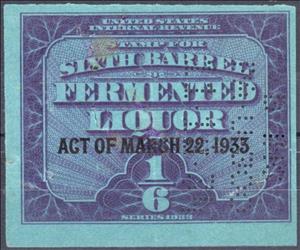 UNITED STATES
INTERNAL REVENUE
STAMP FOR
SIXTH BARREL
FERMENTED
LIQUOR
ACT OF MARCH 22, 1933
1
6
SERIES 1933